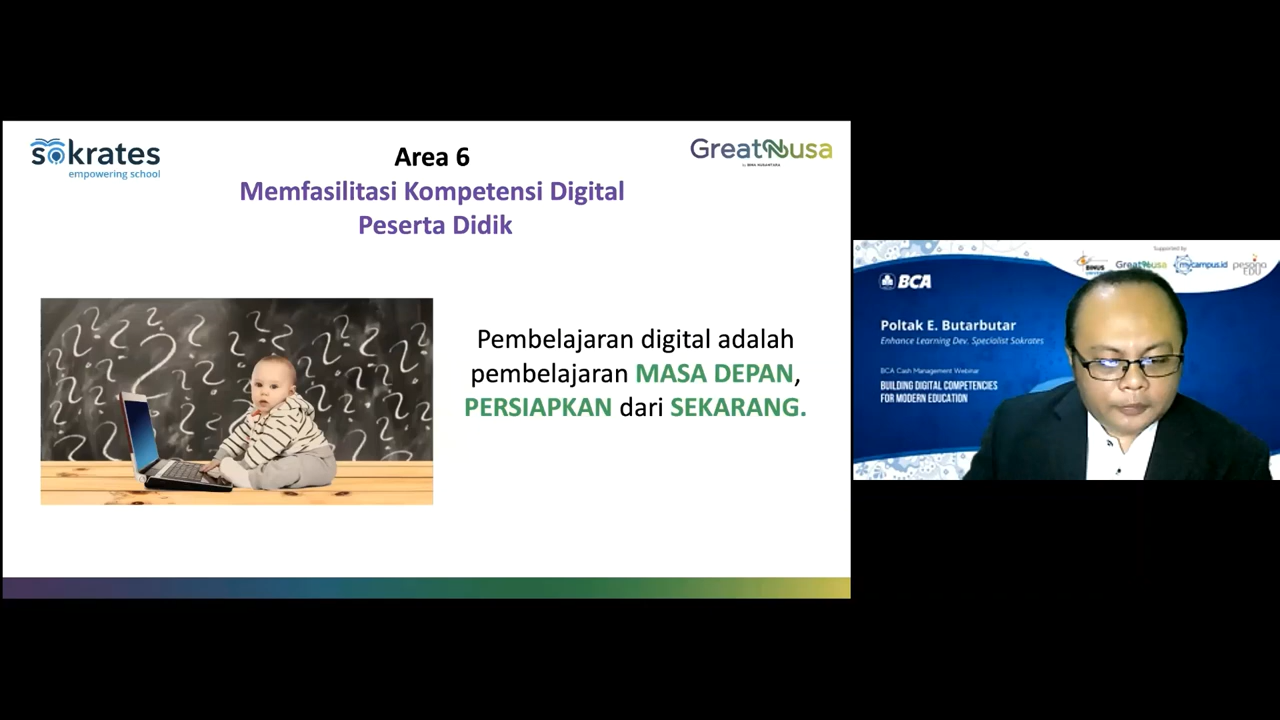 sokrates
empowering school
Area 6
Memfasilitasi Kompetensi Digital
Peserta Didik
GreatNusa
by BINA NUSANTARA
Pembelajaran digital adalah
pembelajaran MASA DEPAN,
PERSIAPKAN dari SEKARANG.
Supported by
BINUS
GreatNusa
mycampus.id
pesona
EDU
BCA
Poltak E. Butarbutar
Enhance Learning Dev. Specialist Sokrates
BCA Cash Management Webinar
BUILDING DIGITAL COMPETENCIES
FOR MODERN EDUCATION